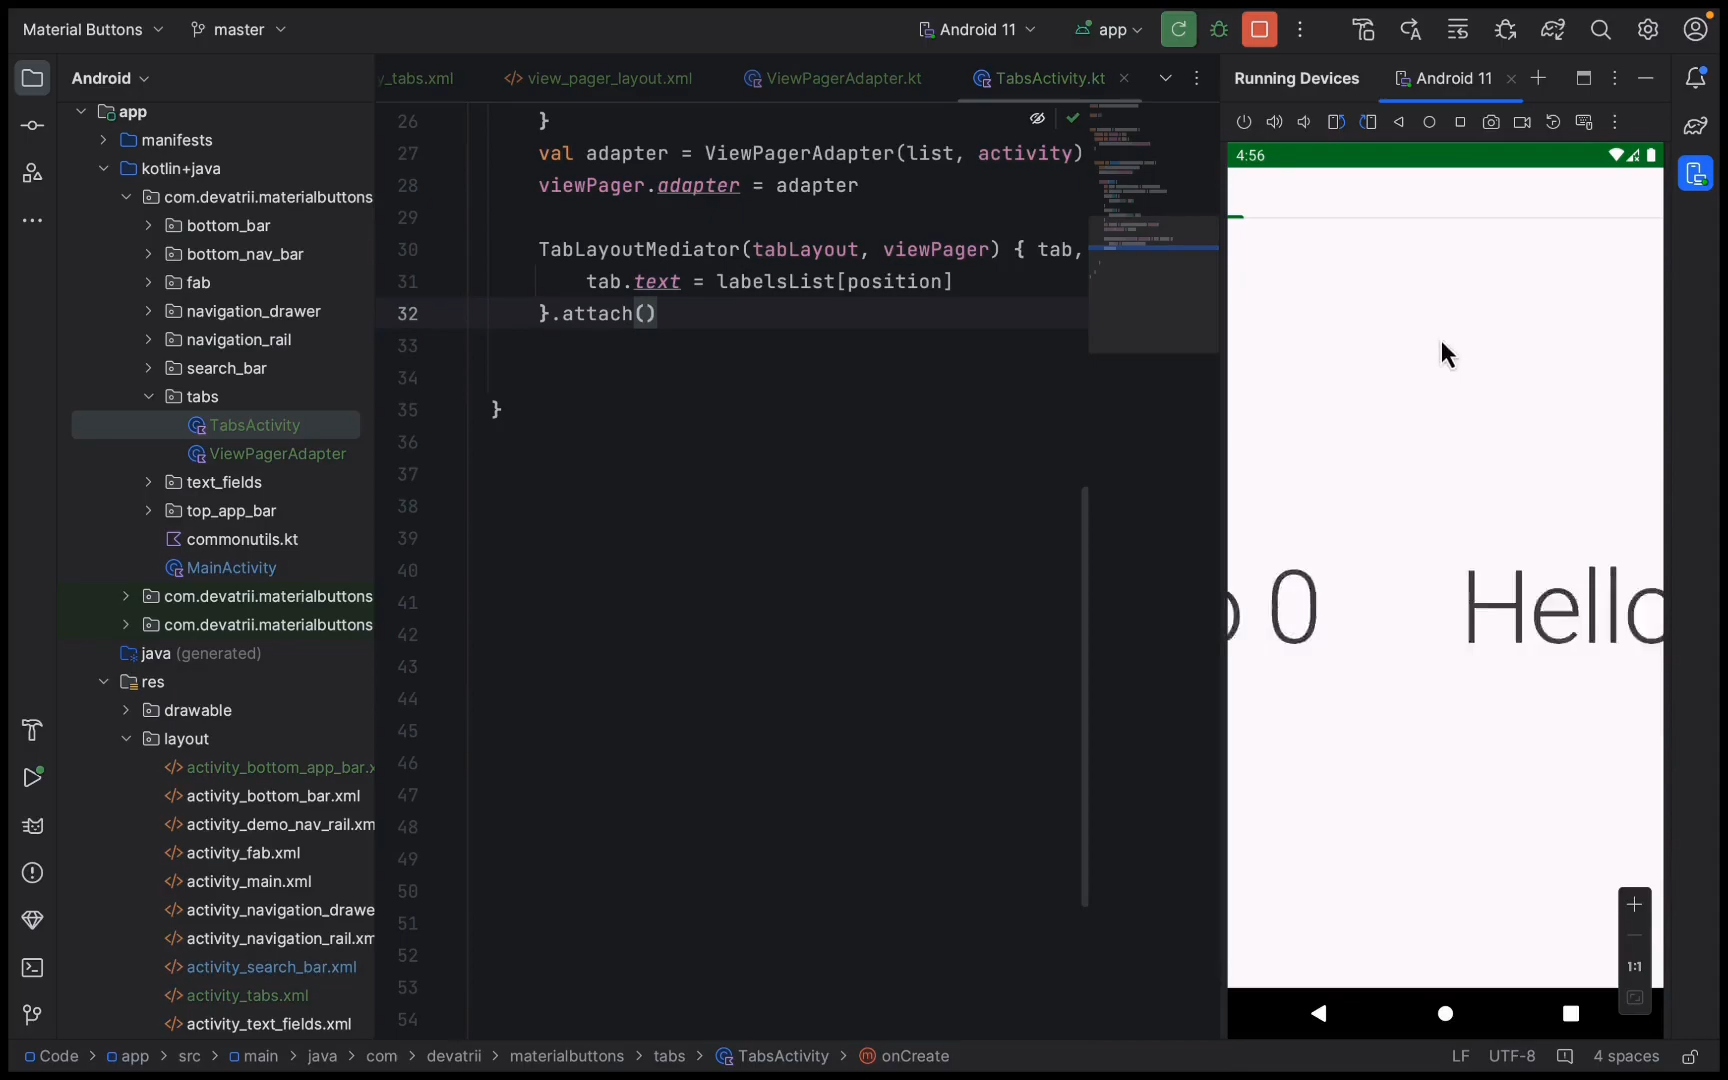 Material Buttons
master
Android 11
app
Android
y_tabs.xml
view_pager_layout.xml
ViewPagerAdapter.kt
TabsActivity.kt
Running Devices
Android 11
app
manifests
kotlin+java
com.devatrii.materialbuttons
bottom_bar
bottom_nav_bar
fab
navigation_drawer
navigation_rail
search_bar
tabs
TabsActivity
ViewPagerAdapter
text_fields
top_app_bar
commonutils.kt
MainActivity
com.devatrii.materialbuttons
com.devatrii.materialbuttons
java (generated)
res
drawable
layout
activity_bottom_app_bar.x
activity_bottom_bar.xml
activity_demo_nav_rail.xm
activity_fab.xml
activity_main.xml
activity_navigation_drawe
activity_navigation_rail.xm
activity_search_bar.xml
activity_tabs.xml
activity_text_fields.xml
26 }
27 val adapter = ViewPagerAdapter(list, activity)
28 viewPager.adapter = adapter
29
30 TabLayoutMediator(tabLayout, viewPager) { tab,
31 tab.text = labelsList[position]
32 }.attach()
33
34
35 }
36
37
38
39
40
41
42
43
44
45
46
47
48
49
50
51
52
53
54
4:56
o 0 Hello
1:1
Code > app > src > main > java > com > devatrii > materialbuttons > tabs > TabsActivity > onCreate
LF UTF-8 4 spaces